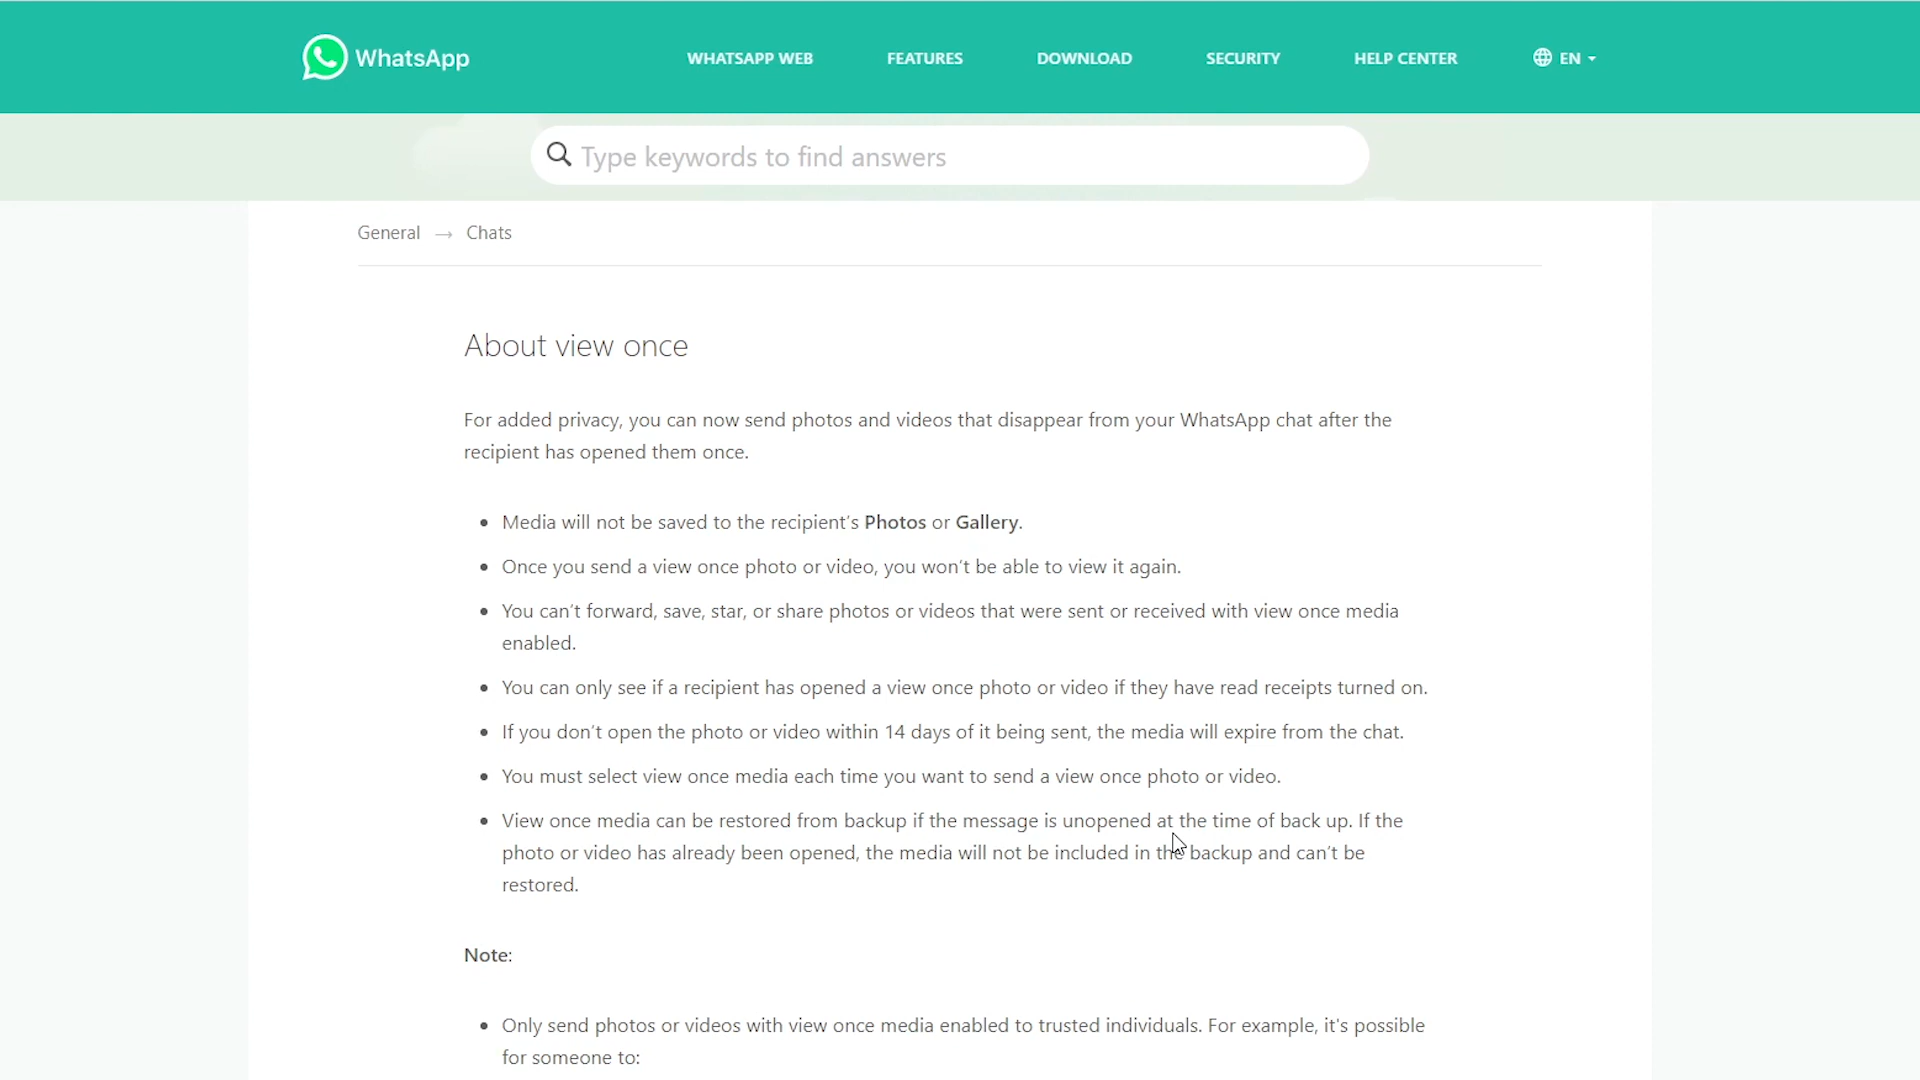 WhatsApp
WHATSAPP WEB
FEATURES
DOWNLOAD
SECURITY
HELP CENTER
EN
Type keywords to find answers
General → Chats
About view once
For added privacy, you can now send photos and videos that disappear from your WhatsApp chat after the
recipient has opened them once.
• Media will not be saved to the recipient's Photos or Gallery.
• Once you send a view once photo or video, you won't be able to view it again.
• You can't forward, save, star, or share photos or videos that were sent or received with view once media
enabled.
• You can only see if a recipient has opened a view once photo or video if they have read receipts turned on.
• If you don't open the photo or video within 14 days of it being sent, the media will expire from the chat.
• You must select view once media each time you want to send a view once photo or video.
• View once media can be restored from backup if the message is unopened at the time of back up. If the
photo or video has already been opened, the media will not be included in the backup and can't be
restored.
Note:
• Only send photos or videos with view once media enabled to trusted individuals. For example, it's possible
for someone to: